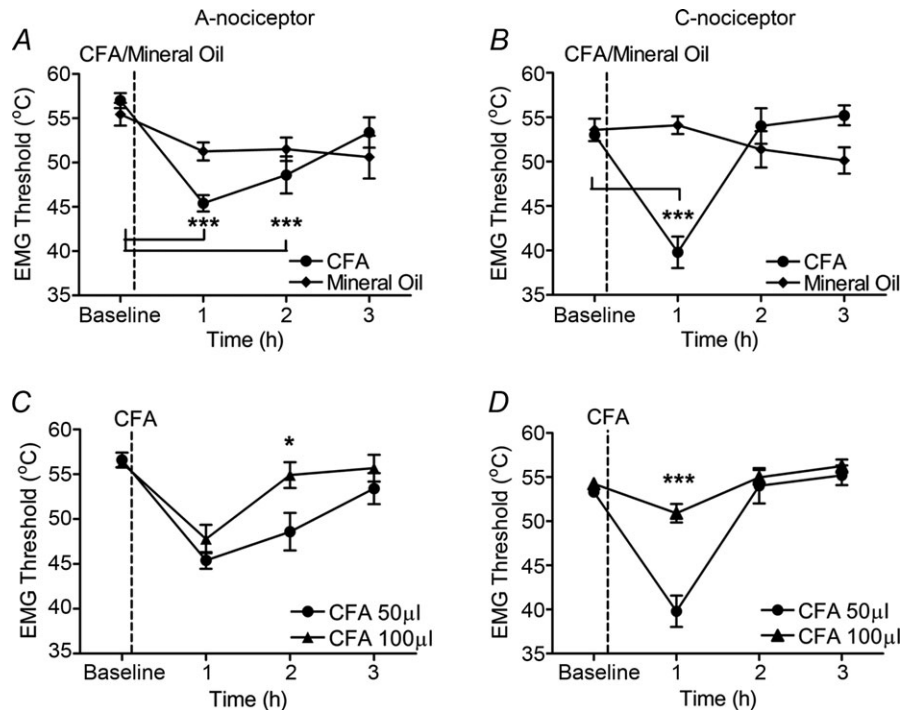 A-nociceptor
C-nociceptor
A
CFA/Mineral Oil
EMG Threshold (°C)
60
55
50
45
40
35
*** ***
CFA
Mineral Oil
Baseline 1 2 3
Time (h)
B
CFA/Mineral Oil
EMG Threshold (°C)
60
55
50
45
40
35
***
CFA
Mineral Oil
Baseline 1 2 3
Time (h)
C
CFA
EMG Threshold (°C)
60
55
50
45
40
35
*
CFA 50μl
CFA 100μl
Baseline 1 2 3
Time (h)
D
CFA
EMG Threshold (°C)
60
55
50
45
40
35
***
CFA 50μl
CFA 100μl
Baseline 1 2 3
Time (h)